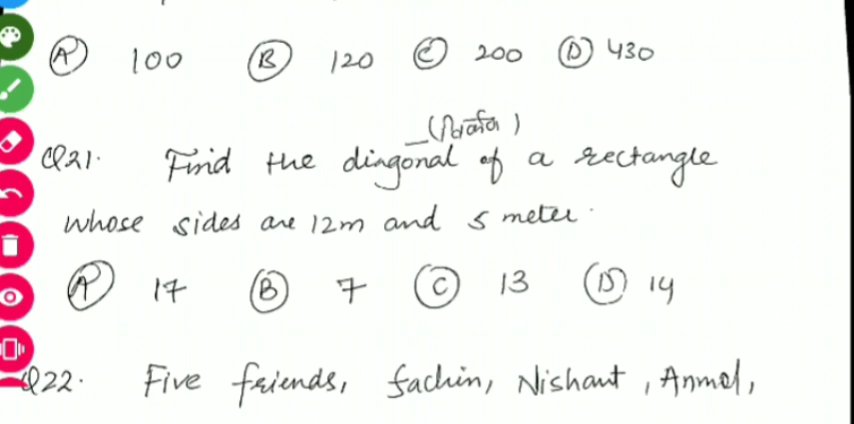 (A) 100 (B) 120 (C) 200 (D) 430
(विकर्ण)
Q21. Find the diagonal of a rectangle
whose sides are 12m and 5 meter.
(A) 17 (B) 7 (C) 13 (D) 14
Q22. Five friends, Sachin, Nishant, Anmol,